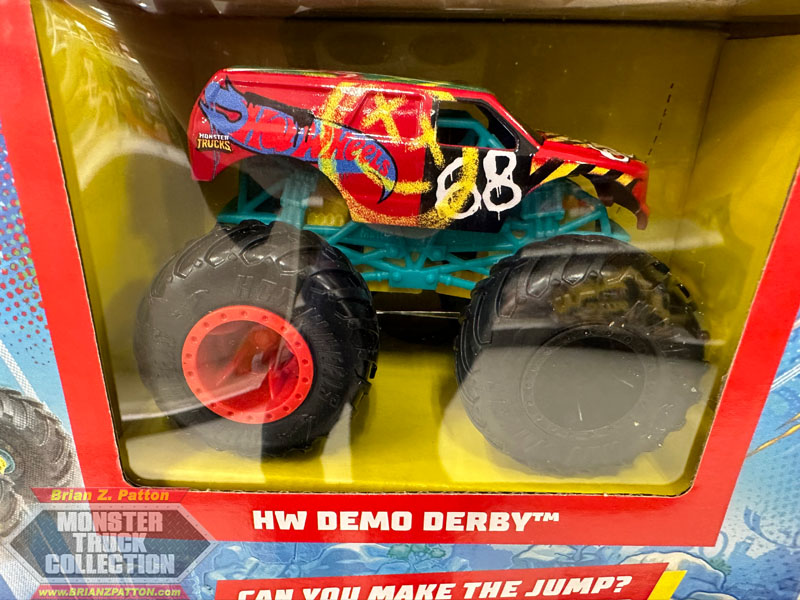 Hot Wheels
MONSTER
TRUCKS
68
HW DEMO DERBY™
CAN YOU MAKE THE JUMP?
Brian Z. Patton
MONSTER
TRUCK
COLLECTION
www.BRIANZPATTON.com